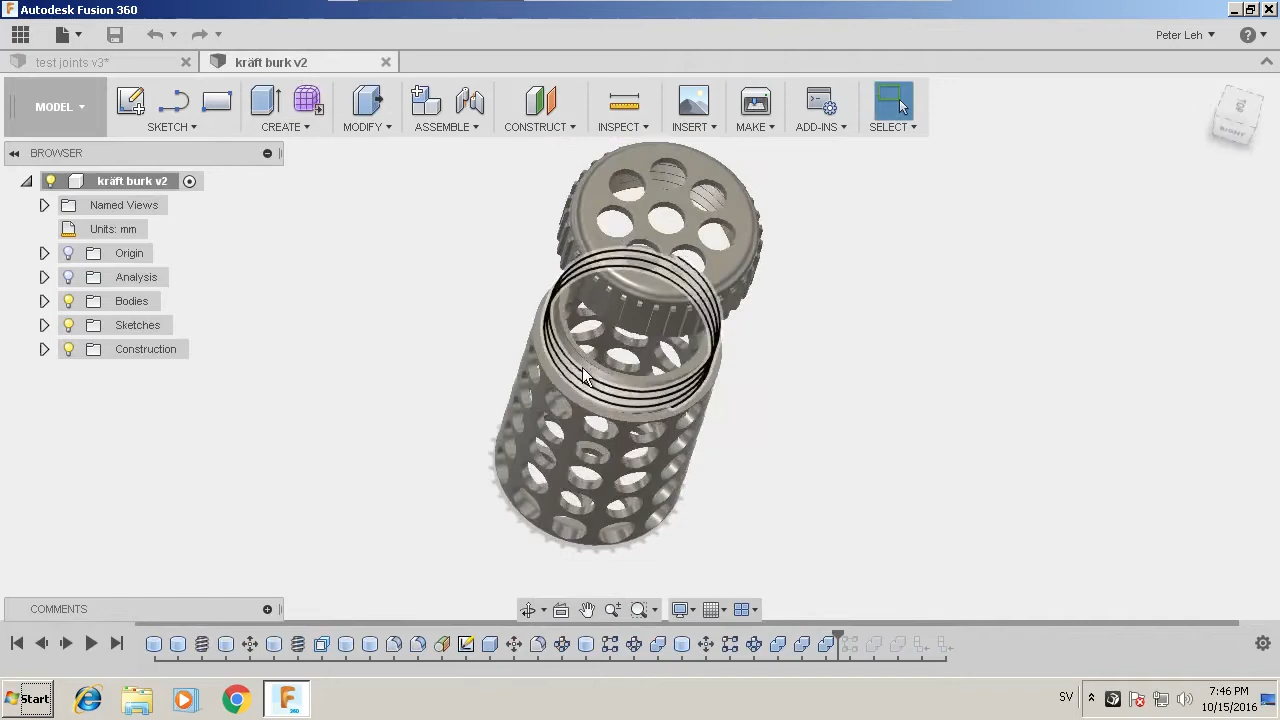 Autodesk Fusion 360
Peter Leh
test joints v3*
kräft burk v2
MODEL
SKETCH
CREATE
MODIFY
ASSEMBLE
CONSTRUCT
INSPECT
INSERT
MAKE
ADD-INS
SELECT
BROWSER
kräft burk v2
Named Views
Units: mm
Origin
Analysis
Bodies
Sketches
Construction
RIGHT
COMMENTS
Start
360
SV
7:46 PM
10/15/2016